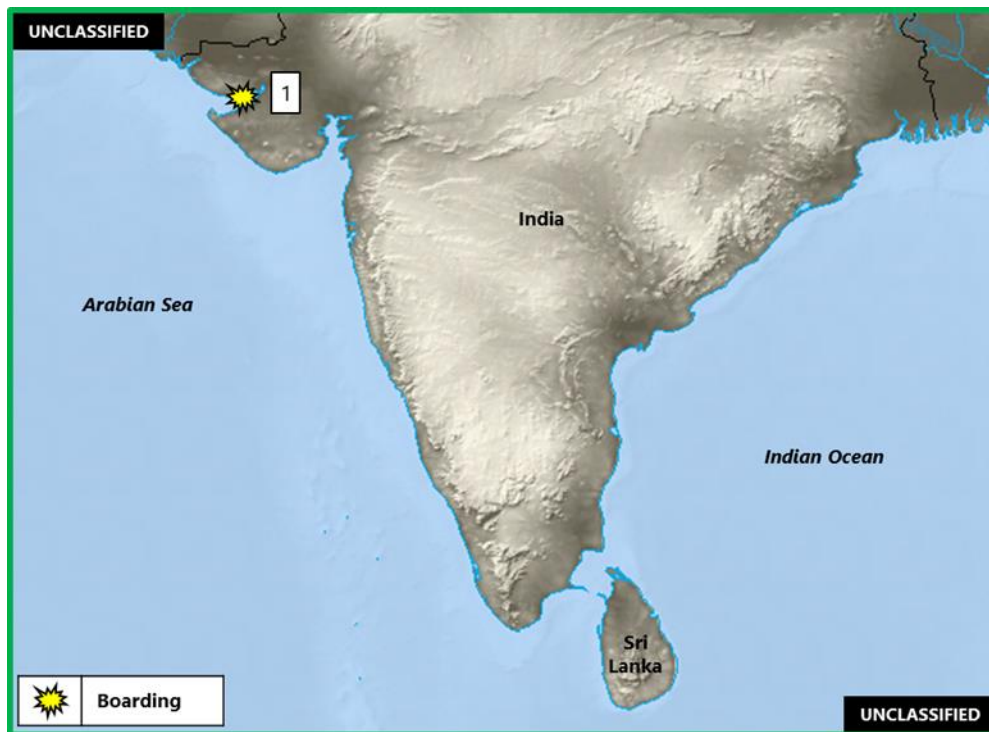 UNCLASSIFIED
1
India
Arabian Sea
Indian Ocean
Sri
Lanka
Boarding
UNCLASSIFIED